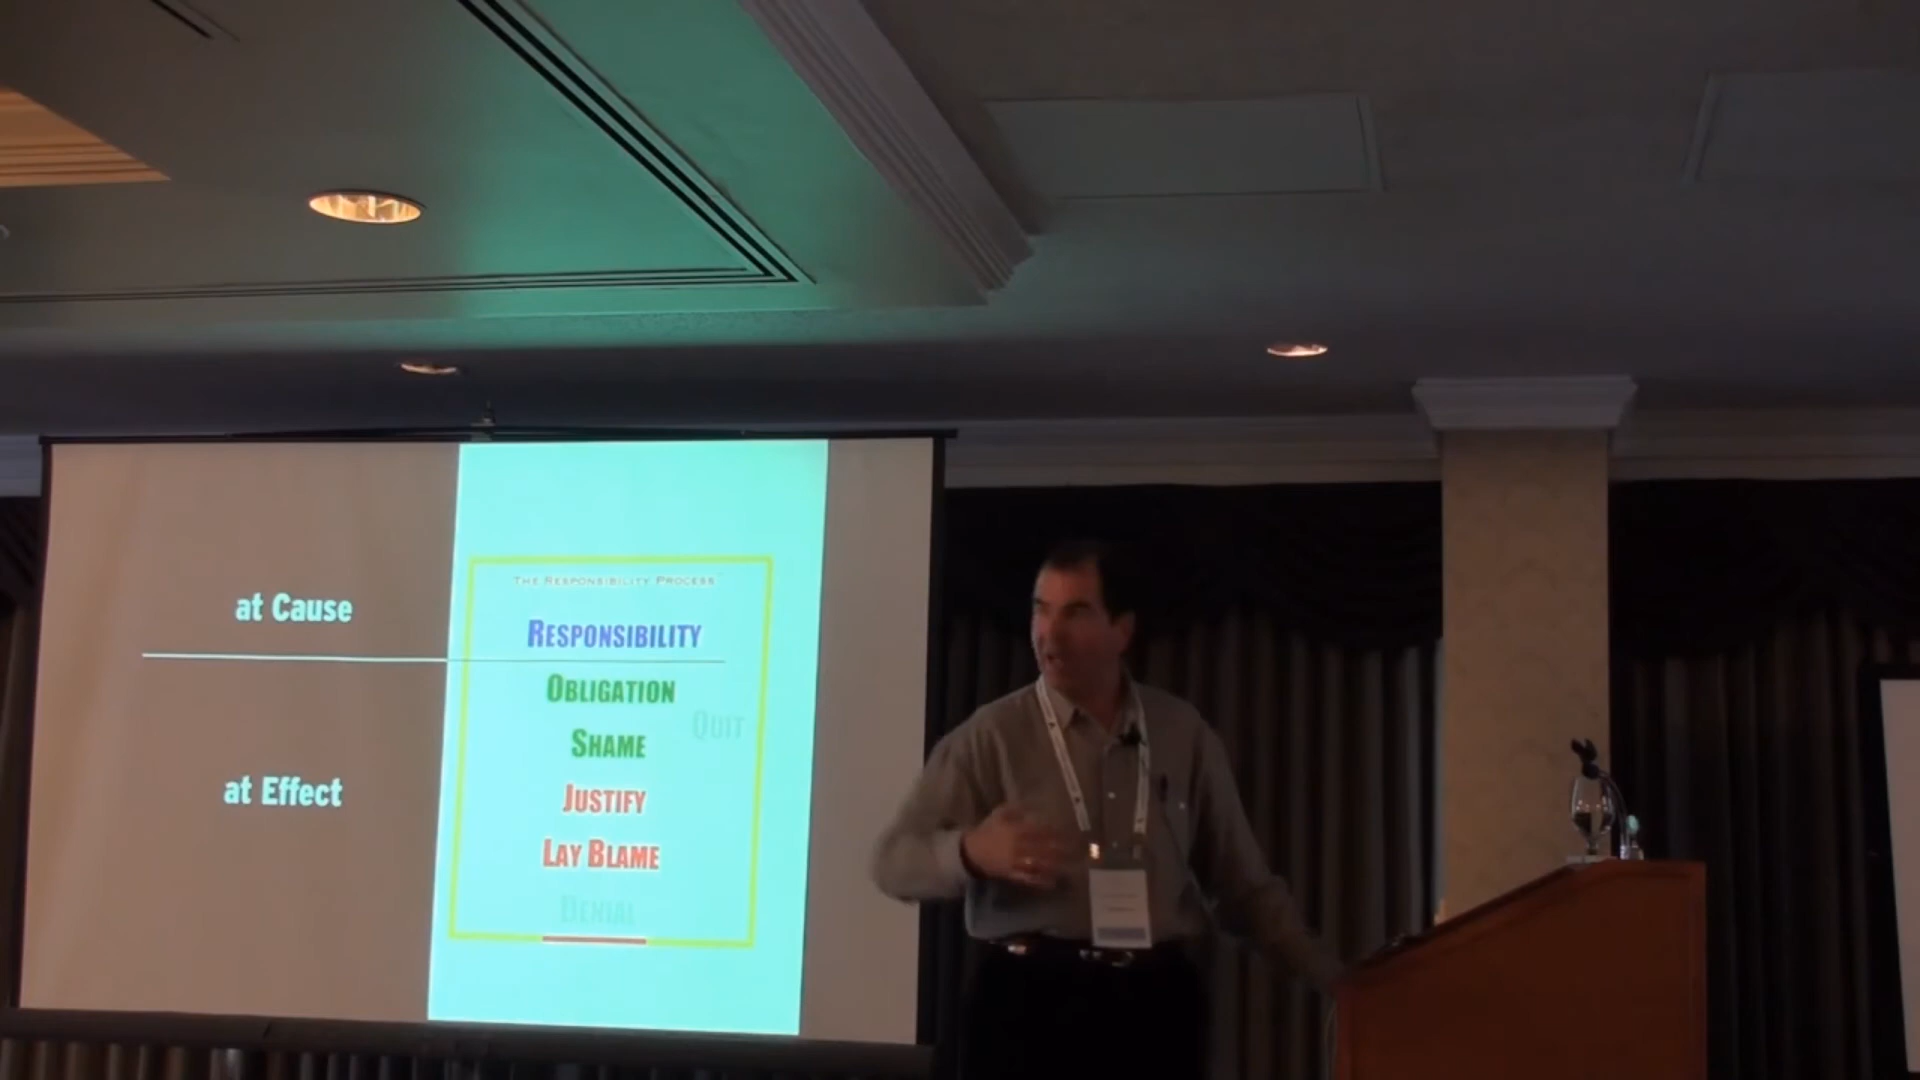 at Cause
at Effect
THE RESPONSIBILITY PROCESS
RESPONSIBILITY
OBLIGATION
QUIT
SHAME
JUSTIFY
LAY BLAME
DENIAL